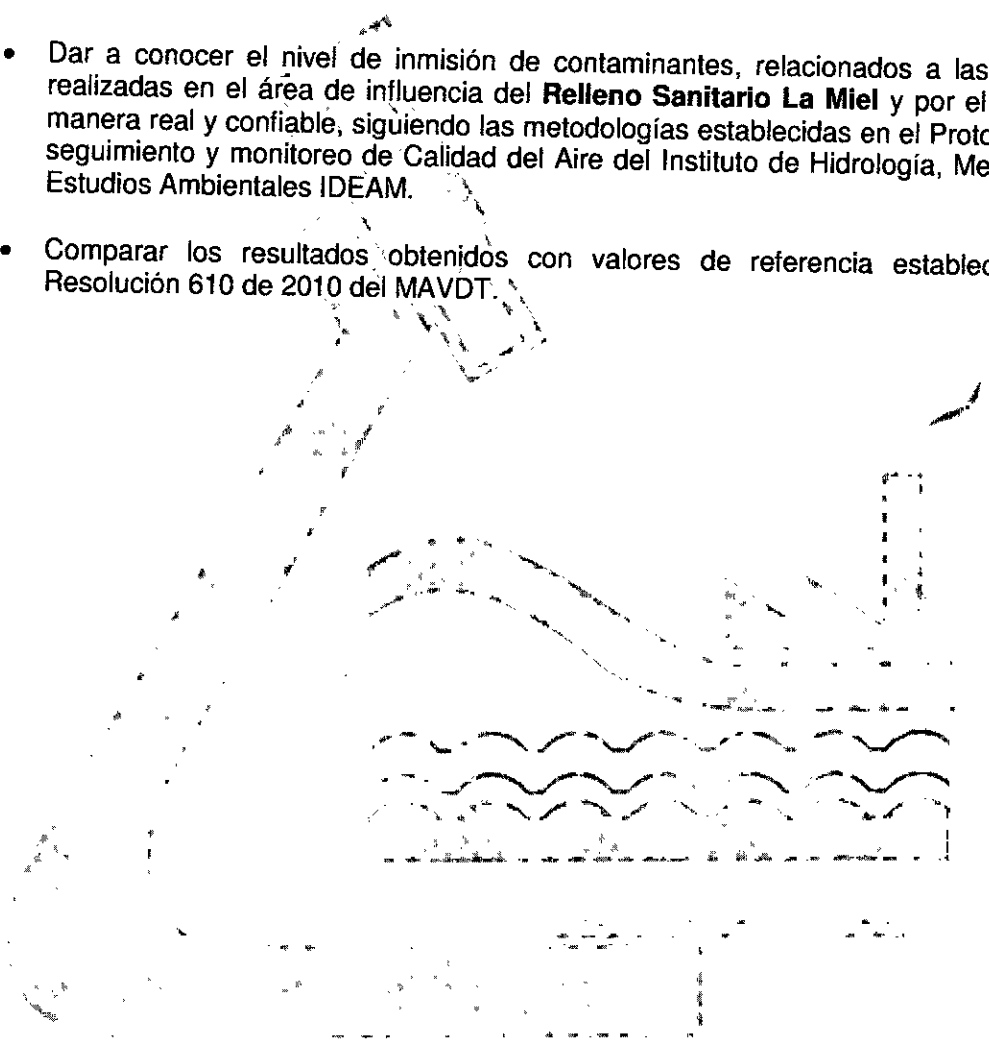 • Dar a conocer el nivel de inmisión de contaminantes, relacionados a las
realizadas en el área de influencia del Relleno Sanitario La Miel y por el
manera real y confiable, siguiendo las metodologías establecidas en el Proto
seguimiento y monitoreo de Calidad del Aire del Instituto de Hidrología, Me
Estudios Ambientales IDEAM.
• Comparar los resultados obtenidos con valores de referencia establec
Resolución 610 de 2010 del MAVDT.